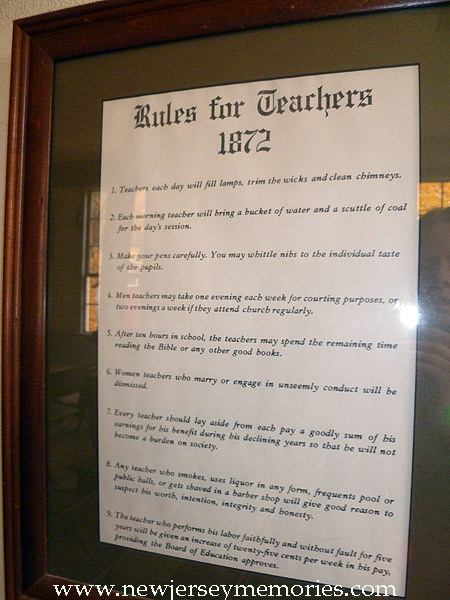 Rules for Teachers
1872
1. Teachers each day will fill lamps, trim the wicks and clean chimneys.
2. Each morning teacher will bring a bucket of water and a scuttle of coal
for the day's session.
3. Make your pens carefully. You may whittle nibs to the individual taste
of the pupils.
4. Men teachers may take one evening each week for courting purposes, or
two evenings a week if they attend church regularly.
5. After ten hours in school, the teachers may spend the remaining time
reading the Bible or any other good books.
6. Women teachers who marry or engage in unseemly conduct will be
dismissed.
7. Every teacher should lay aside from each pay a goodly sum of his
earnings for his benefit during his declining years so that he will not
become a burden on society.
8. Any teacher who smokes, uses liquor in any form, frequents pool or
public halls, or gets shaved in a barber shop will give good reason to
suspect his worth, intention, integrity and honesty.
9. The teacher who performs his labor faithfully and without fault for five
years will be given an increase of twenty-five cents per week in his pay,
providing the Board of Education approves.
www.newjerseymemories.com